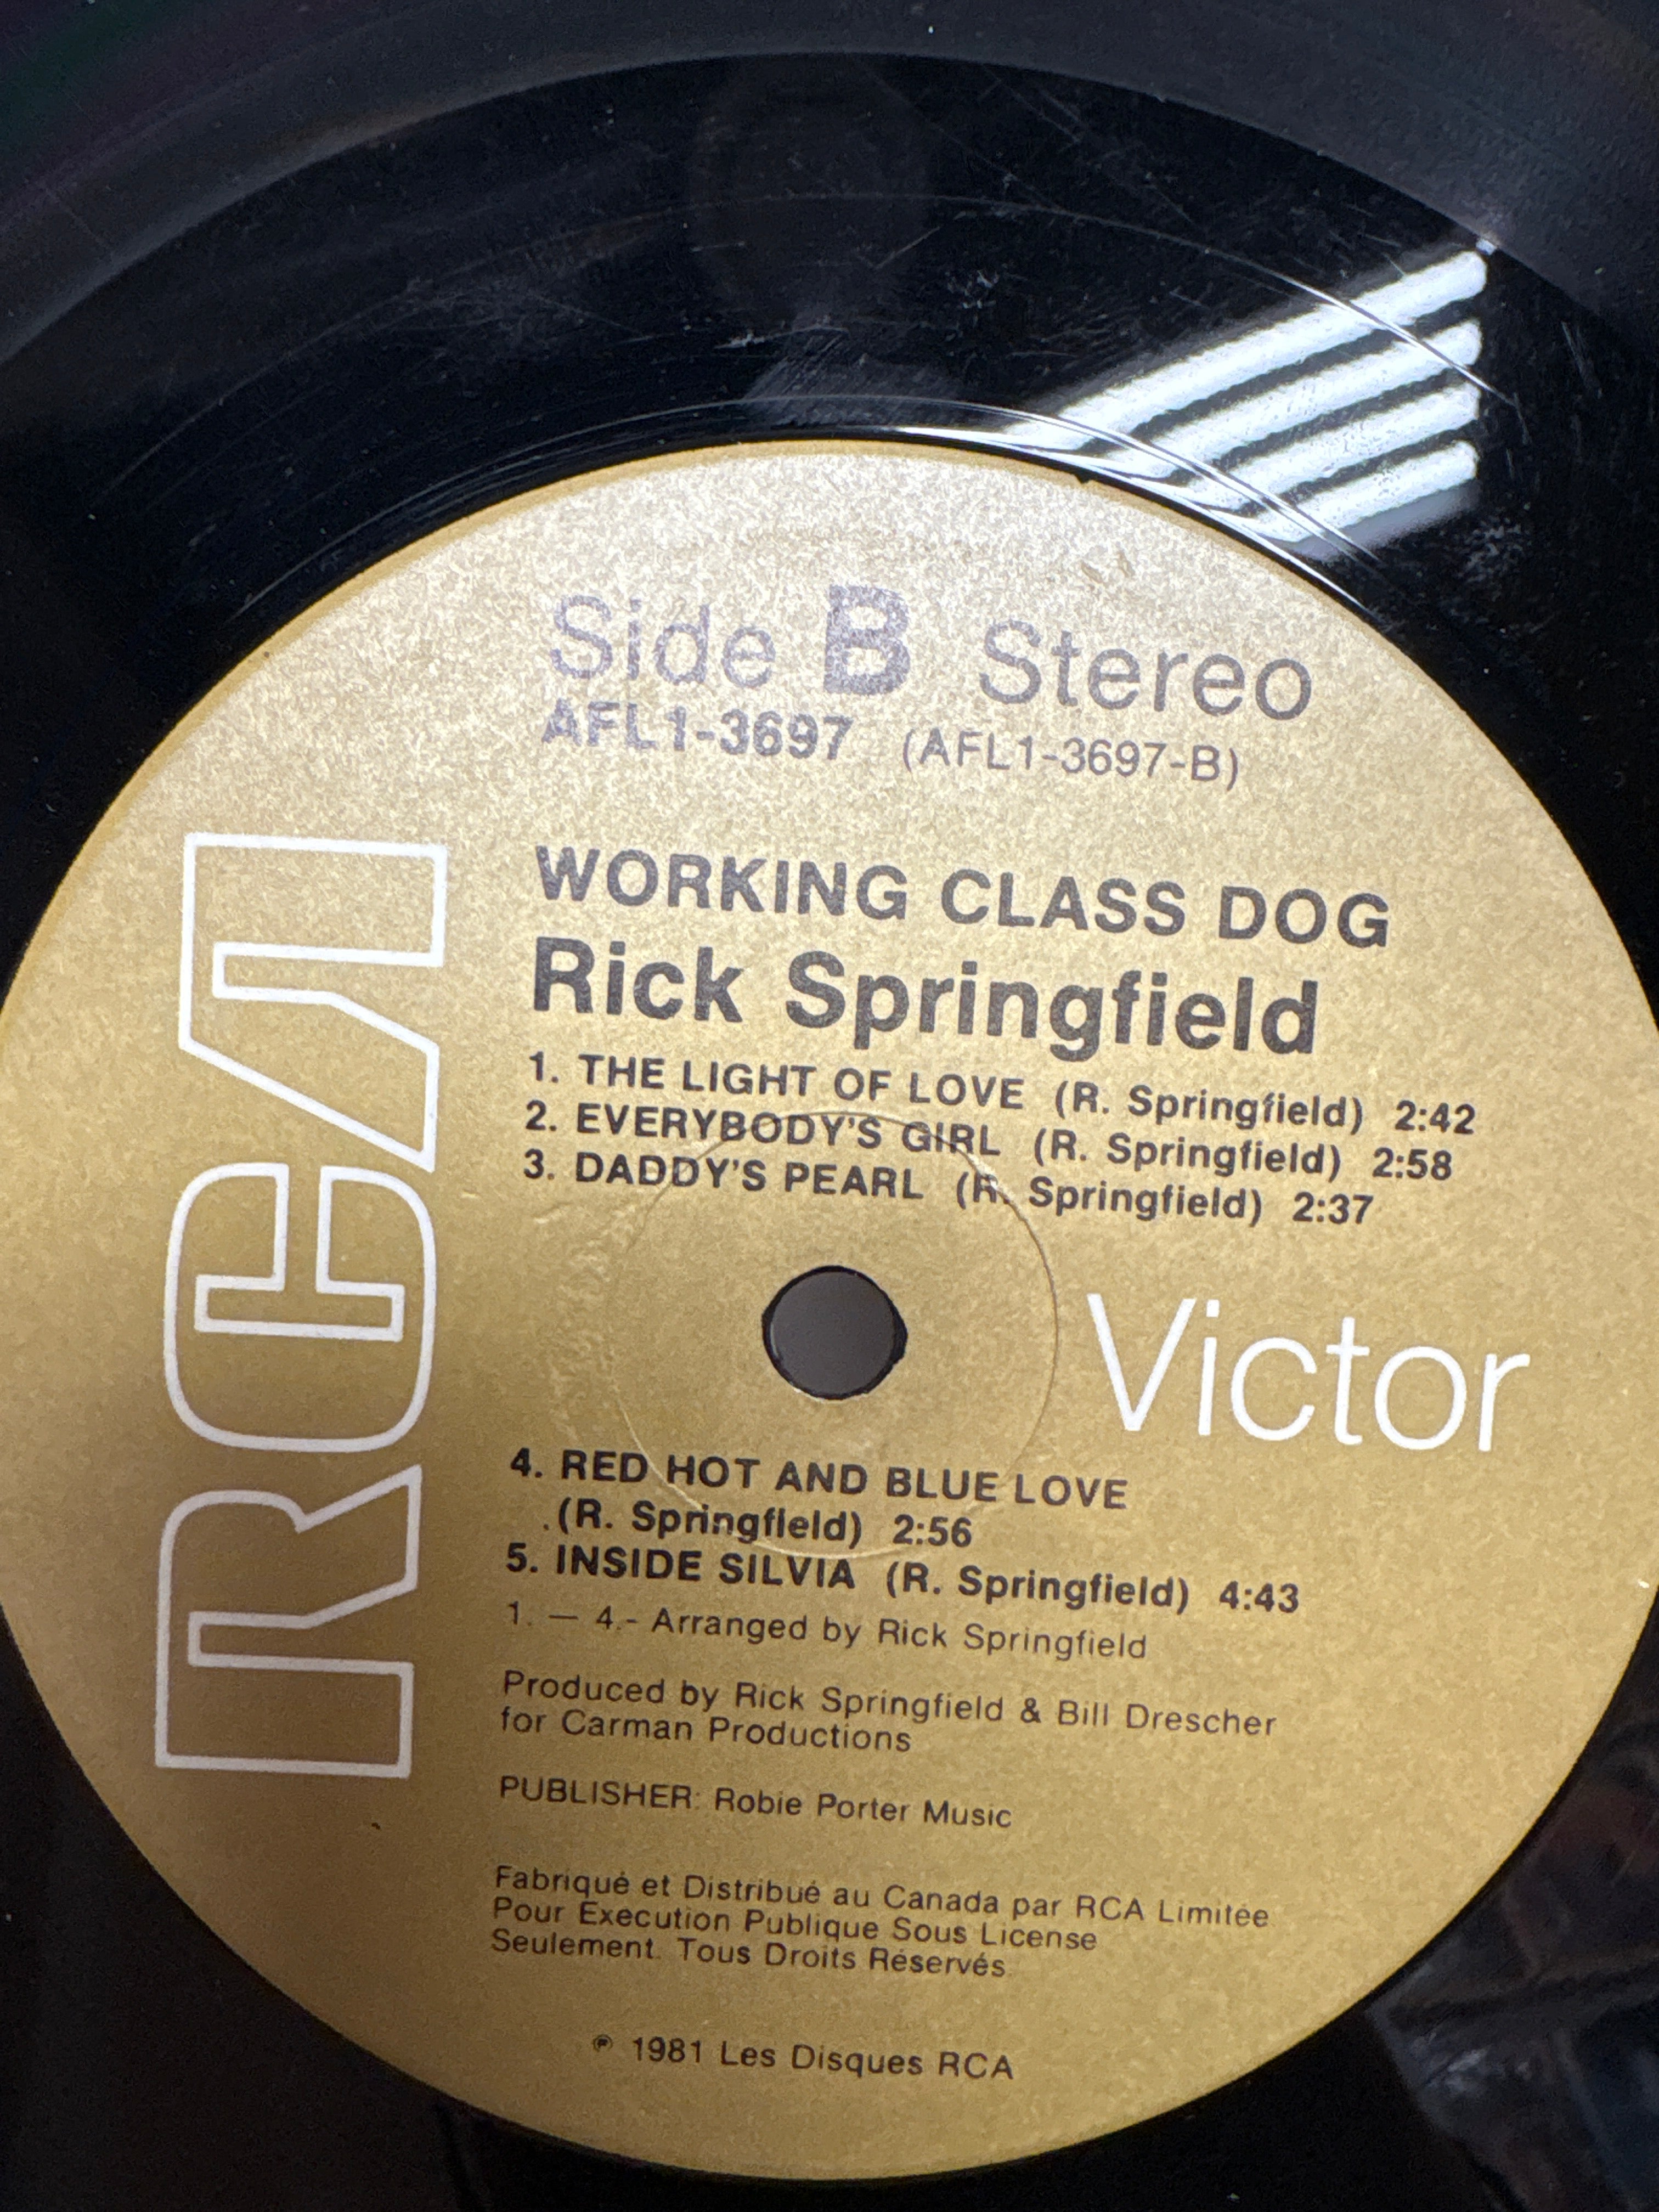 Side B Stereo
AFL1-3697 (AFL1-3697-B)
WORKING CLASS DOG
Rick Springfield
1. THE LIGHT OF LOVE (R. Springfield) 2:42
2. EVERYBODY'S GIRL (R. Springfield) 2:58
3. DADDY'S PEARL (R. Springfield) 2:37
RCA
Victor
4. RED HOT AND BLUE LOVE
.(R. Springfield) 2:56
5. INSIDE SILVIA (R. Springfield) 4:43
1. — 4.- Arranged by Rick Springfield
Produced by Rick Springfield & Bill Drescher
for Carman Productions
PUBLISHER: Robie Porter Music
Fabriqué et Distribué au Canada par RCA Limitée
Pour Execution Publique Sous License
Seulement. Tous Droits Réservés.
℗ 1981 Les Disques RCA